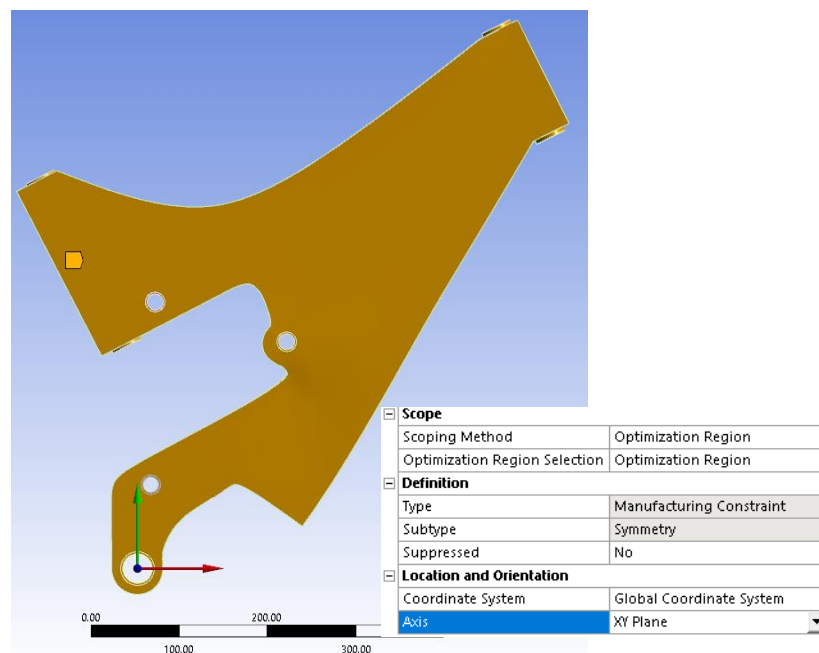 Scope
Scoping Method Optimization Region
Optimization Region Selection Optimization Region
Definition
Type Manufacturing Constraint
Subtype Symmetry
Suppressed No
Location and Orientation
Coordinate System Global Coordinate System
Axis XY Plane
0.00 200.00
100.00 300.00